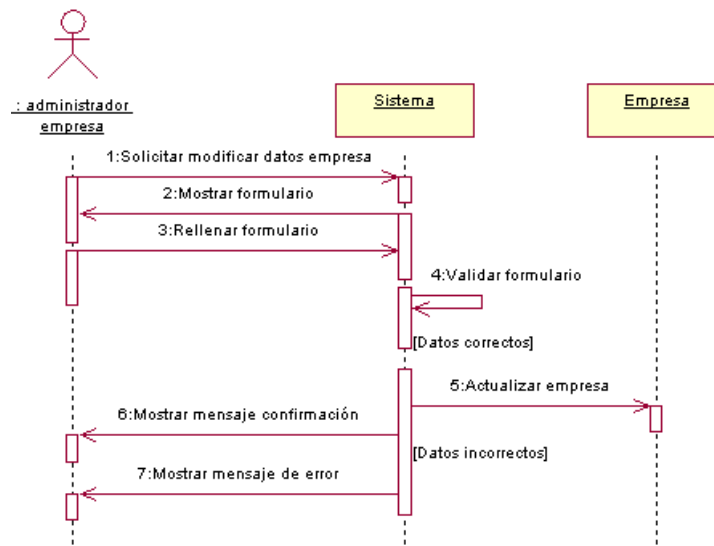 _: administrador
empresa
Sistema
Empresa
1:Solicitar modificar datos empresa
2:Mostrar formulario
3:Rellenar formulario
4:Validar formulario
[Datos correctos]
5:Actualizar empresa
6:Mostrar mensaje confirmación
[Datos incorrectos]
7:Mostrar mensaje de error